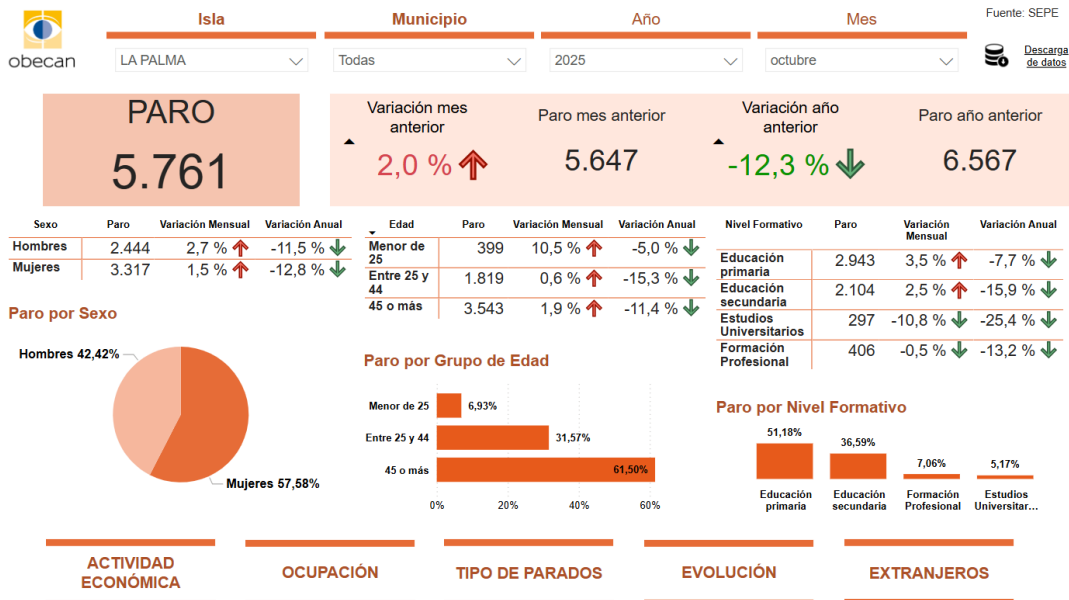 obecan
Isla
Municipio
Año
Mes
Fuente: SEPE
LA PALMA
Todas
2025
octubre
Descarga
de datos
PARO
5.761
Variación mes
anterior
2,0 %
Paro mes anterior
5.647
Variación año
anterior
-12,3 %
Paro año anterior
6.567
Sexo Paro Variación Mensual Variación Anual
Hombres 2.444 2,7 % -11,5 %
Mujeres 3.317 1,5 % -12,8 %
Edad Paro Variación Mensual Variación Anual
Menor de
25 399 10,5 % -5,0 %
Entre 25 y
44 1.819 0,6 % -15,3 %
45 o más 3.543 1,9 % -11,4 %
Nivel Formativo Paro Variación
Mensual Variación Anual
Educación
primaria 2.943 3,5 % -7,7 %
Educación
secundaria 2.104 2,5 % -15,9 %
Estudios
Universitarios 297 -10,8 % -25,4 %
Formación
Profesional 406 -0,5 % -13,2 %
Paro por Sexo
Hombres 42,42%
Mujeres 57,58%
Paro por Grupo de Edad
Menor de 25 6,93%
Entre 25 y 44 31,57%
45 o más 61,50%
0% 20% 40% 60%
Paro por Nivel Formativo
51,18% 36,59% 7,06% 5,17%
Educación
primaria
Educación
secundaria
Formación
Profesional
Estudios
Universitar...
ACTIVIDAD
ECONÓMICA
OCUPACIÓN
TIPO DE PARADOS
EVOLUCIÓN
EXTRANJEROS